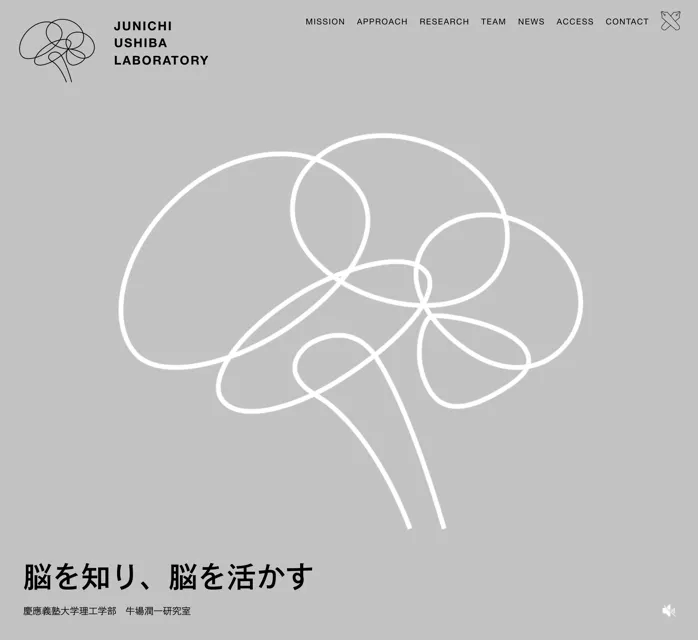 JUNICHI
USHIBA
LABORATORY
MISSION APPROACH RESEARCH TEAM NEWS ACCESS CONTACT
脳を知り、脳を活かす
慶應義塾大学理工学部 牛場潤一研究室